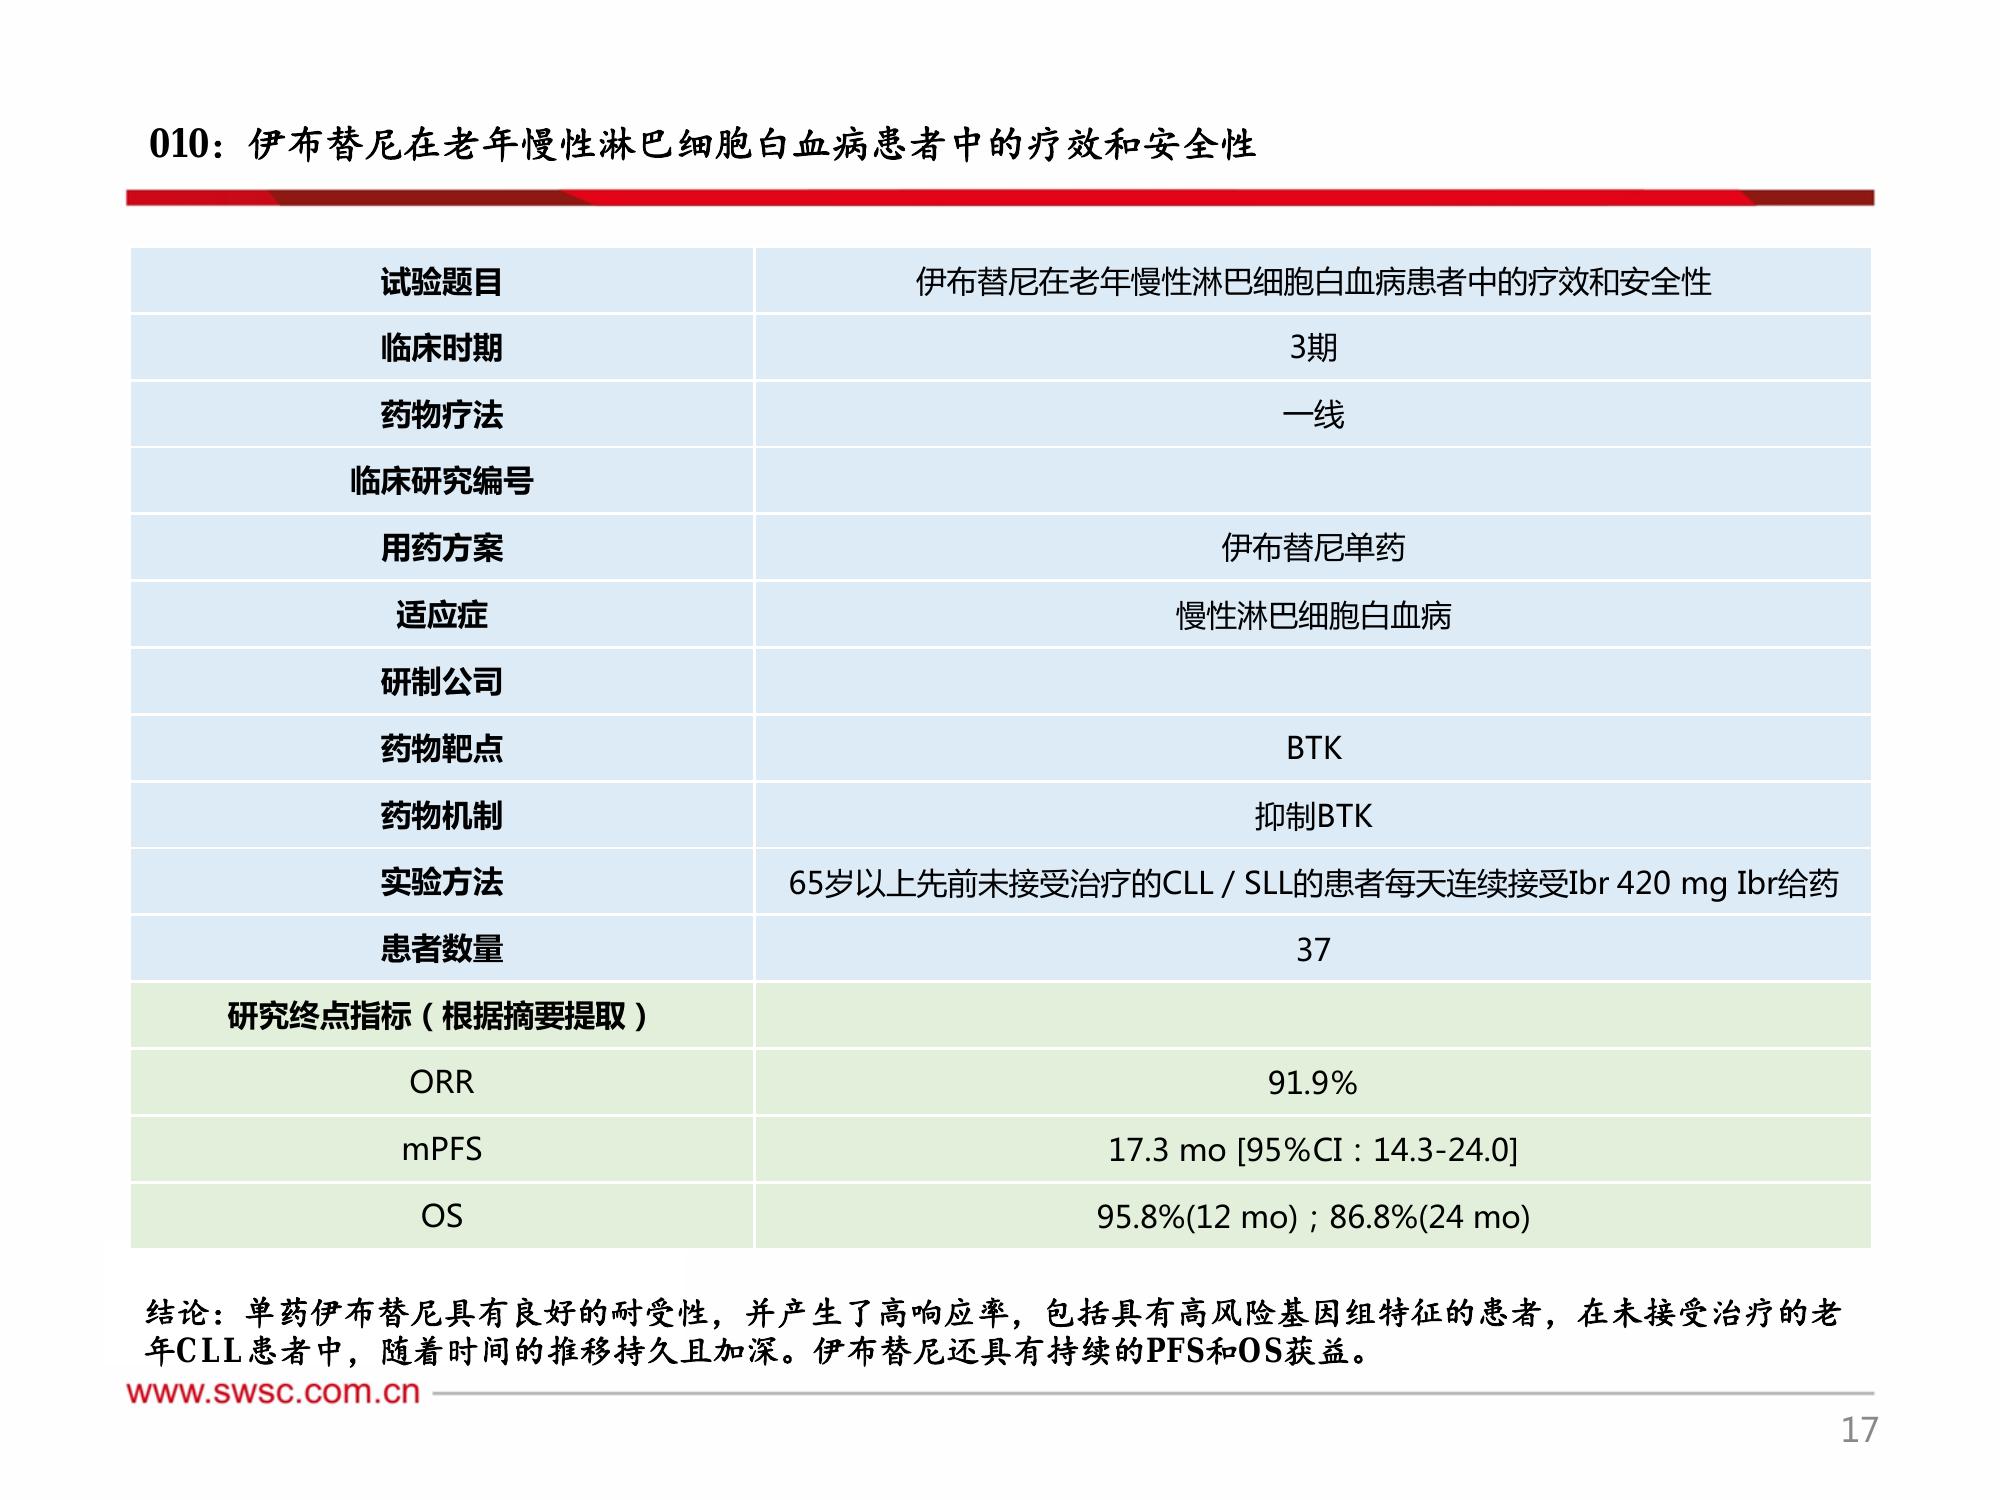 010：伊布替尼在老年慢性淋巴细胞白血病患者中的疗效和安全性
试验题目 伊布替尼在老年慢性淋巴细胞白血病患者中的疗效和安全性
临床时期 3期
药物疗法 一线
临床研究编号
用药方案 伊布替尼单药
适应症 慢性淋巴细胞白血病
研制公司
药物靶点 BTK
药物机制 抑制BTK
实验方法 65岁以上先前未接受治疗的CLL / SLL的患者每天连续接受Ibr 420 mg Ibr给药
患者数量 37
研究终点指标（根据摘要提取）
ORR 91.9%
mPFS 17.3 mo [95%CI：14.3-24.0]
OS 95.8%(12 mo)；86.8%(24 mo)
结论：单药伊布替尼具有良好的耐受性，并产生了高响应率，包括具有高风险基因组特征的患者，在未接受治疗的老
年CLL患者中，随着时间的推移持久且加深。伊布替尼还具有持续的PFS和OS获益。
www.swsc.com.cn
17